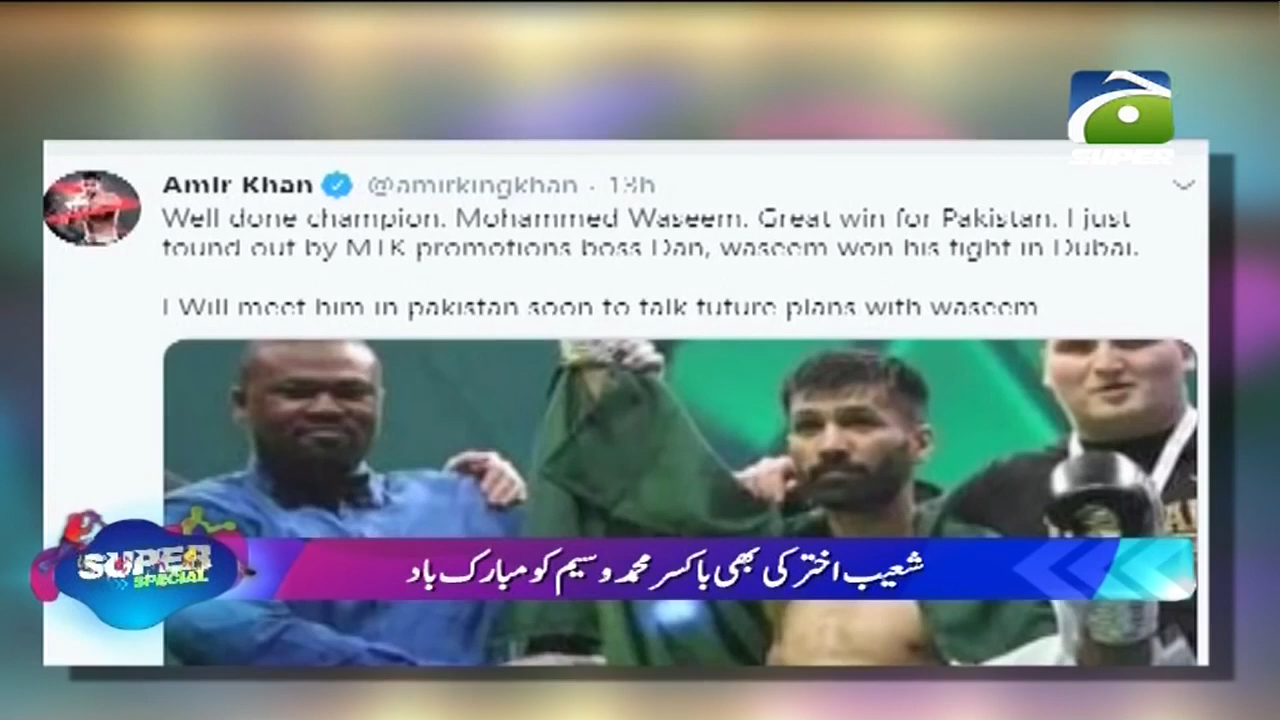 SUPER
Amir Khan @amirkingkhan · 13h
Well done champion. Mohammed Waseem. Great win for Pakistan. I just
found out by MTK promotions boss Dan, waseem won his fight in Dubai.
I Will meet him in pakistan soon to talk future plans with waseem
SUPER
SPECIAL
شعیب اختر کی بھی باکسر محمد وسیم کو مبارک باد